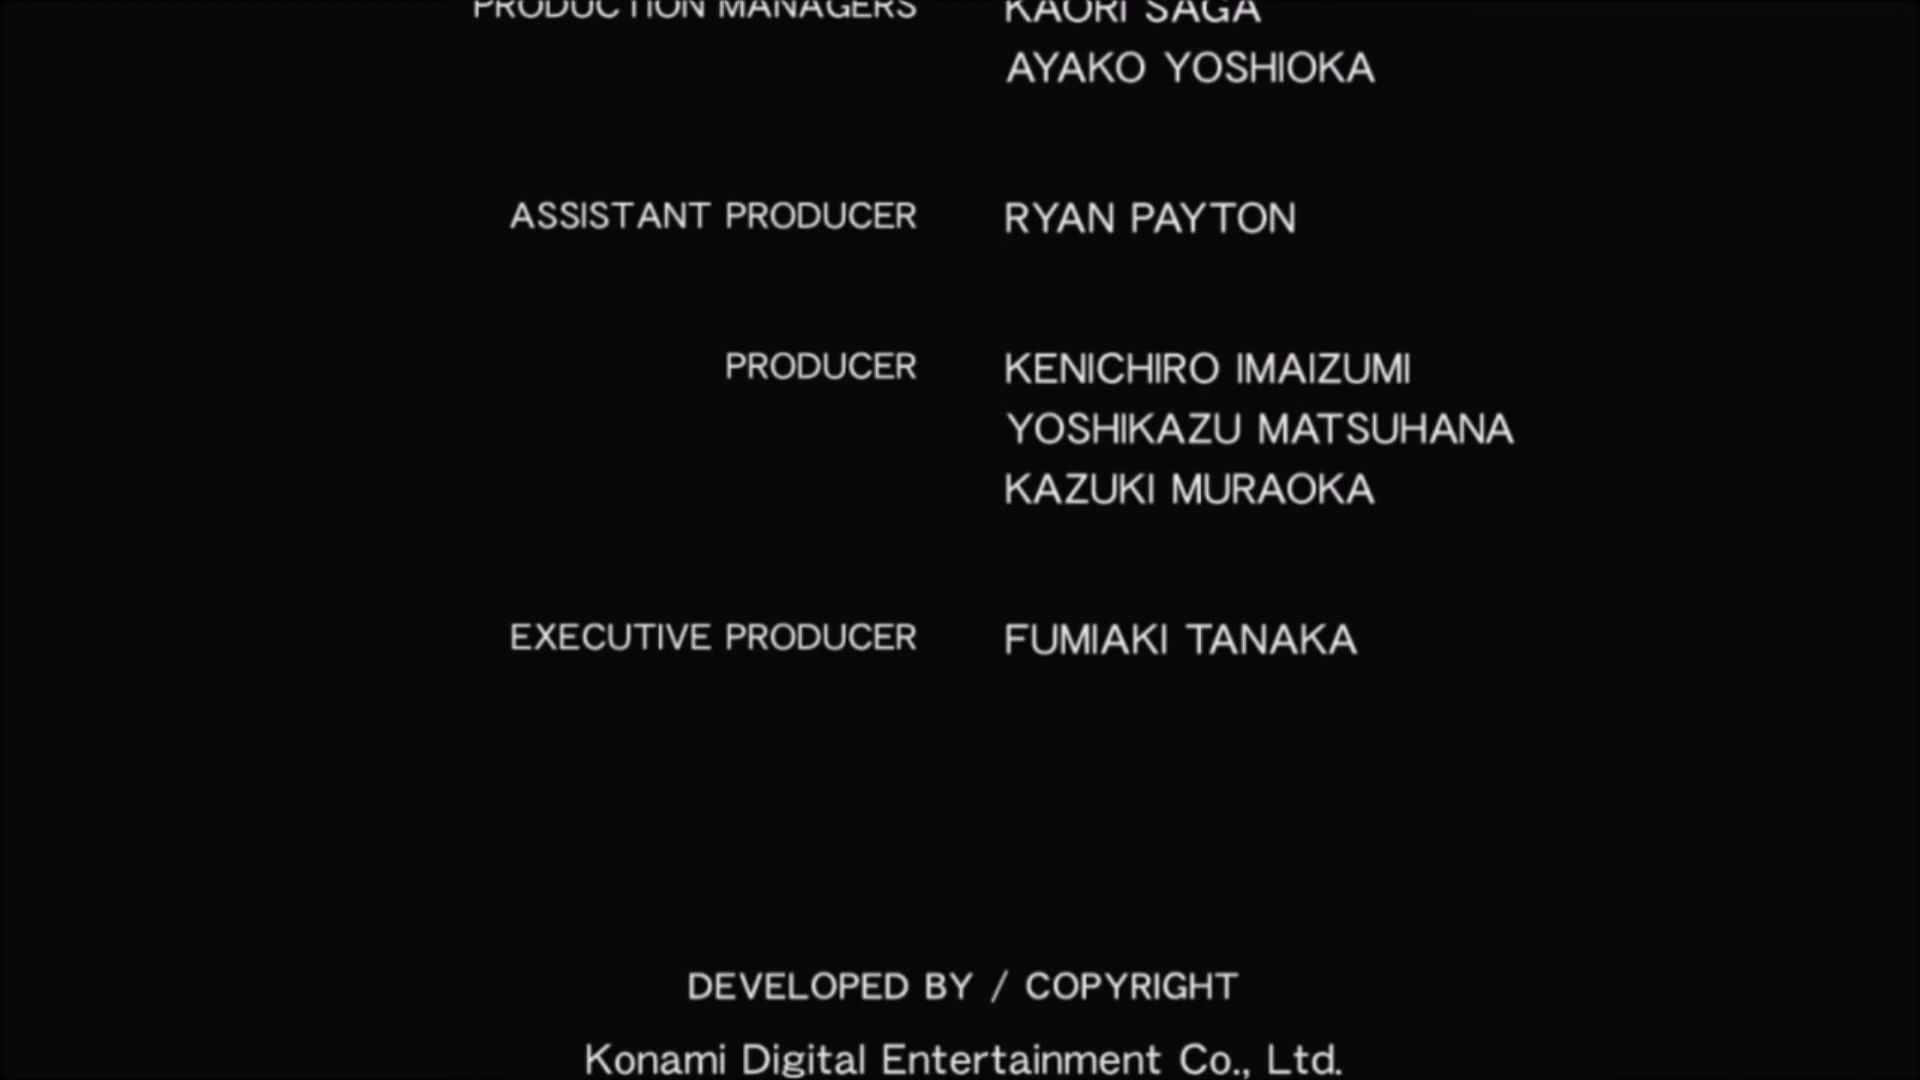 PRODUCTION MANAGERS KAORI SAGA
AYAKO YOSHIOKA
ASSISTANT PRODUCER RYAN PAYTON
PRODUCER KENICHIRO IMAIZUMI
YOSHIKAZU MATSUHANA
KAZUKI MURAOKA
EXECUTIVE PRODUCER FUMIAKI TANAKA
DEVELOPED BY / COPYRIGHT
Konami Digital Entertainment Co., Ltd.